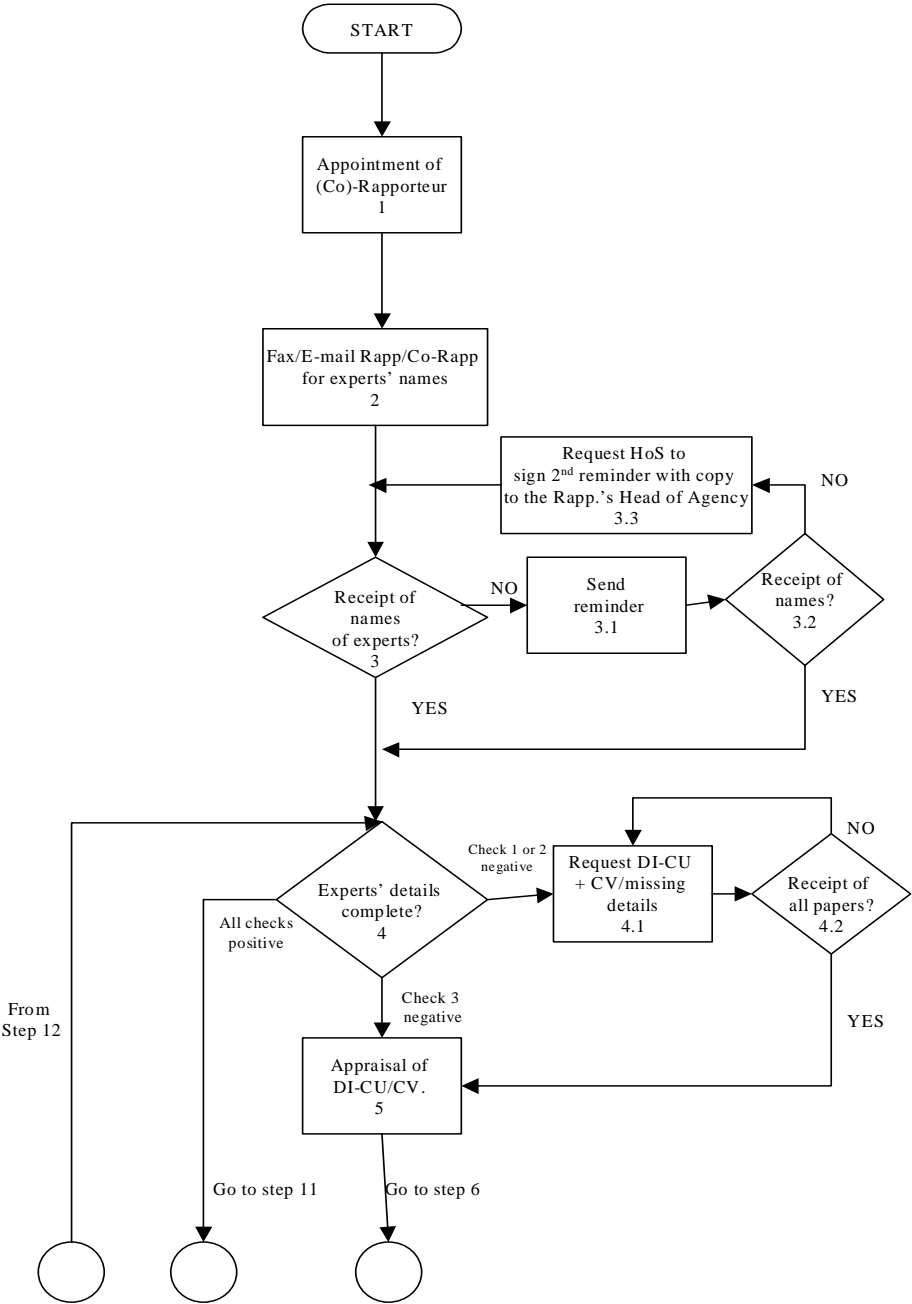 START
Appointment of
(Co)-Rapporteur
1
Fax/E-mail Rapp/Co-Rapp
for experts’ names
2
Request HoS to
sign 2nd reminder with copy
to the Rapp.’s Head of Agency
3.3
NO
Receipt of
names
of experts?
3
NO
Send
reminder
3.1
Receipt of
names?
3.2
YES
YES
Experts’ details
complete?
4
Check 1 or 2
negative
Request DI-CU
+ CV/missing
details
4.1
NO
Receipt of
all papers?
4.2
All checks
positive
Check 3
negative
From
Step 12
YES
Appraisal of
DI-CU/CV.
5
Go to step 11
Go to step 6